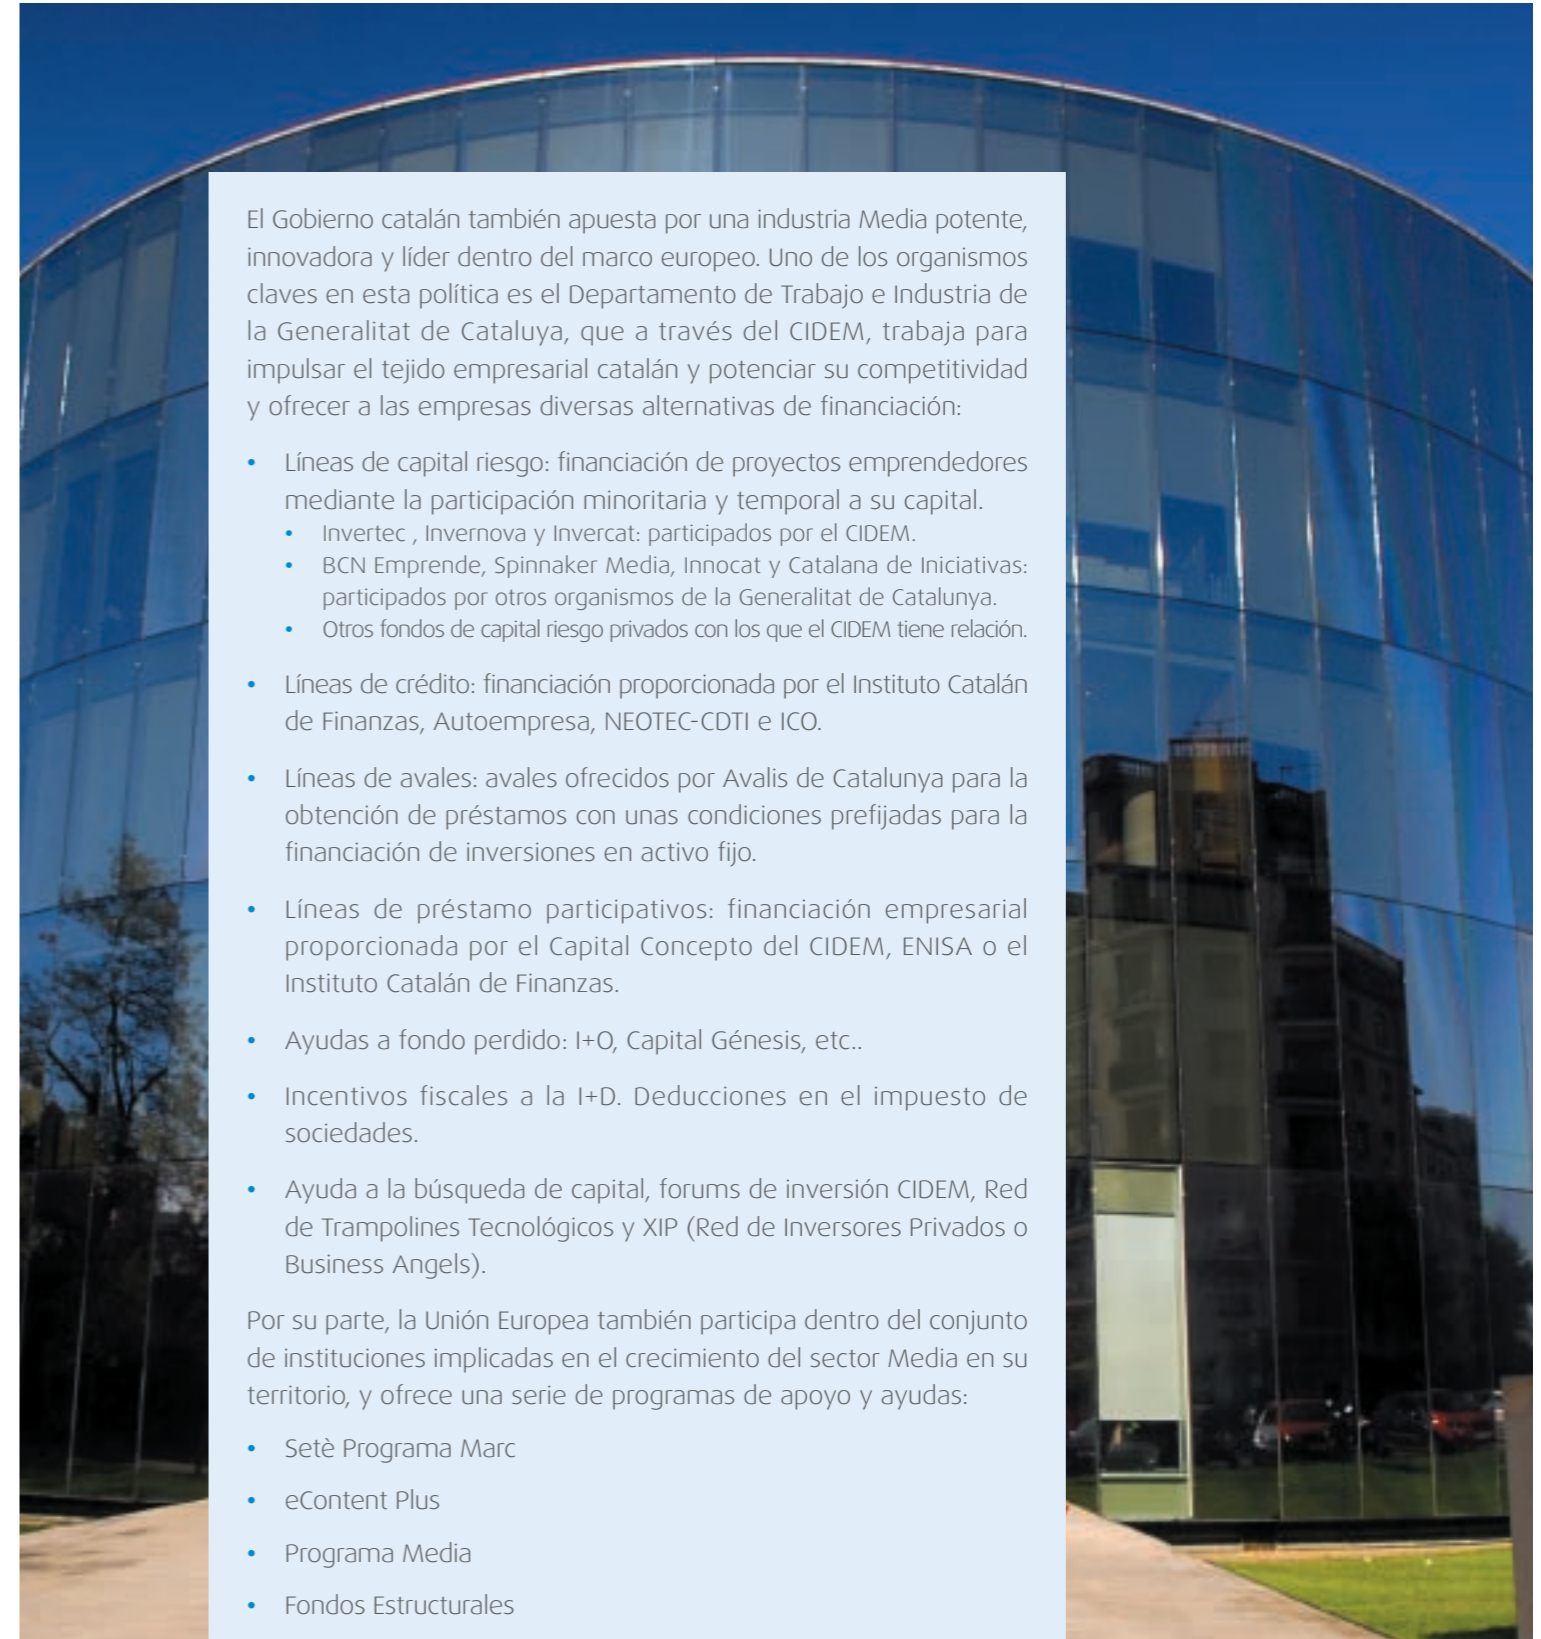 El Gobierno catalán también apuesta por una industria Media potente,
innovadora y líder dentro del marco europeo. Uno de los organismos
claves en esta política es el Departamento de Trabajo e Industria de
la Generalitat de Cataluya, que a través del CIDEM, trabaja para
impulsar el tejido empresarial catalán y potenciar su competitividad
y ofrecer a las empresas diversas alternativas de financiación:
• Líneas de capital riesgo: financiación de proyectos emprendedores
mediante la participación minoritaria y temporal a su capital.
• Invertec , Invernova y Invercat: participados por el CIDEM.
• BCN Emprende, Spinnaker Media, Innocat y Catalana de Iniciativas:
participados por otros organismos de la Generalitat de Catalunya.
• Otros fondos de capital riesgo privados con los que el CIDEM tiene relación.
• Líneas de crédito: financiación proporcionada por el Instituto Catalán
de Finanzas, Autoempresa, NEOTEC-CDTI e ICO.
• Líneas de avales: avales ofrecidos por Avalis de Catalunya para la
obtención de préstamos con unas condiciones prefijadas para la
financiación de inversiones en activo fijo.
• Líneas de préstamo participativos: financiación empresarial
proporcionada por el Capital Concepto del CIDEM, ENISA o el
Instituto Catalán de Finanzas.
• Ayudas a fondo perdido: I+O, Capital Génesis, etc..
• Incentivos fiscales a la I+D. Deducciones en el impuesto de
sociedades.
• Ayuda a la búsqueda de capital, forums de inversión CIDEM, Red
de Trampolines Tecnológicos y XIP (Red de Inversores Privados o
Business Angels).
Por su parte, la Unión Europea también participa dentro del conjunto
de instituciones implicadas en el crecimiento del sector Media en su
territorio, y ofrece una serie de programas de apoyo y ayudas:
• Setè Programa Marc
• eContent Plus
• Programa Media
• Fondos Estructurales